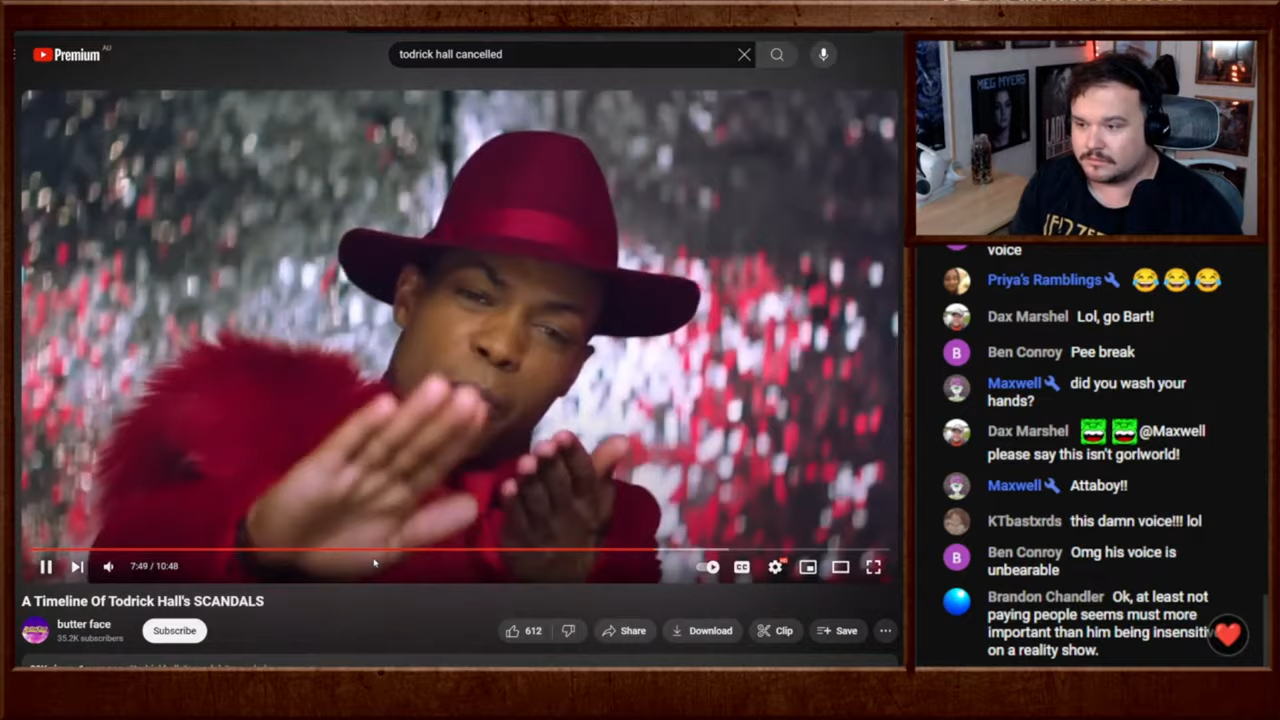 Premium AU
todrick hall cancelled
MEG MYERS
voice
Priya's Ramblings
Dax Marshel Lol, go Bart!
Ben Conroy Pee break
Maxwell did you wash your
hands?
Dax Marshel @Maxwell
please say this isn't gorlworld!
Maxwell Attaboy!!
KTbastxrds this damn voice!!! lol
Ben Conroy Omg his voice is
unbearable
Brandon Chandler Ok, at least not
paying people seems must more
important than him being insensitiv
on a reality show.
7:49 / 10:48
A Timeline Of Todrick Hall's SCANDALS
butter face
35.2K subscribers
Subscribe
612
Share
Download
Clip
Save
B
B
CC